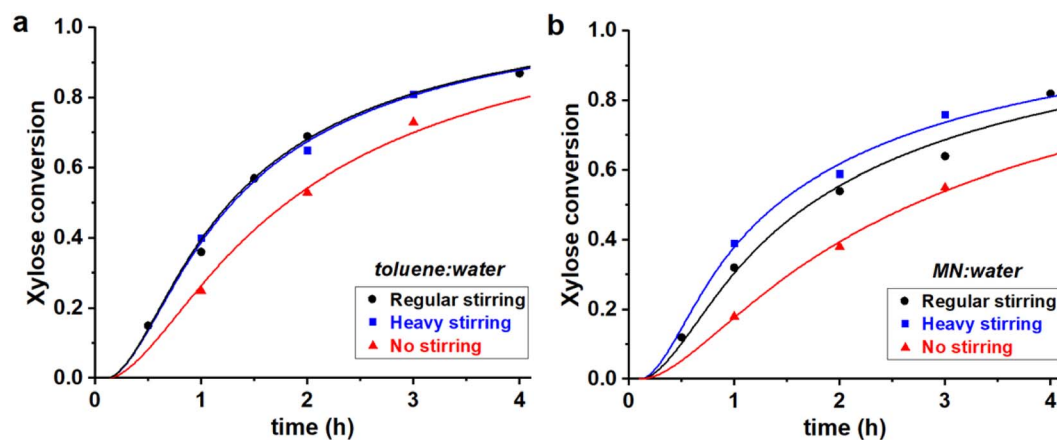 a
1.0
0.8
0.6
0.4
0.2
0.0
Xylose conversion
toluene:water
Regular stirring
Heavy stirring
No stirring
0 1 2 3 4
time (h)
b
1.0
0.8
0.6
0.4
0.2
0.0
Xylose conversion
MN:water
Regular stirring
Heavy stirring
No stirring
0 1 2 3 4
time (h)